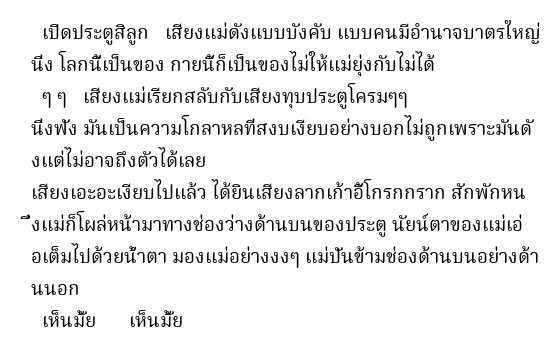 เปิดประตูสิลูก   เสียงแม่ดังแบบบังคับ แบบคนมีอำนาจบาตรใหญ่
นึ่ง โลกนี้เป็นของ กายนี้ก็เป็นของไม่ให้แม่ยุ่งกับไม่ได้
ๆ ๆ   เสียงแม่เรียกสลับกับเสียงทุบประตูโครมๆๆ
นึ่งฟัง มันเป็นความโกลาหลที่สงบเงียบอย่างบอกไม่ถูกเพราะมันดั
งแต่ไม่อาจถึงตัวได้เลย
เสียงเอะอะเงียบไปแล้ว ได้ยินเสียงลากเก้าอี้โกรกกราก สักพักหน
ึ่งแม่ก็โผล่หน้ามาทางช่องว่างด้านบนของประตู นัยน์ตาของแม่เอ่
อเต็มไปด้วยน้ำตา มองแม่อย่างงงๆ แม่ปีนข้ามช่องด้านบนอย่างด้า
นนอก
เห็นมั้ย      เห็นมั้ย